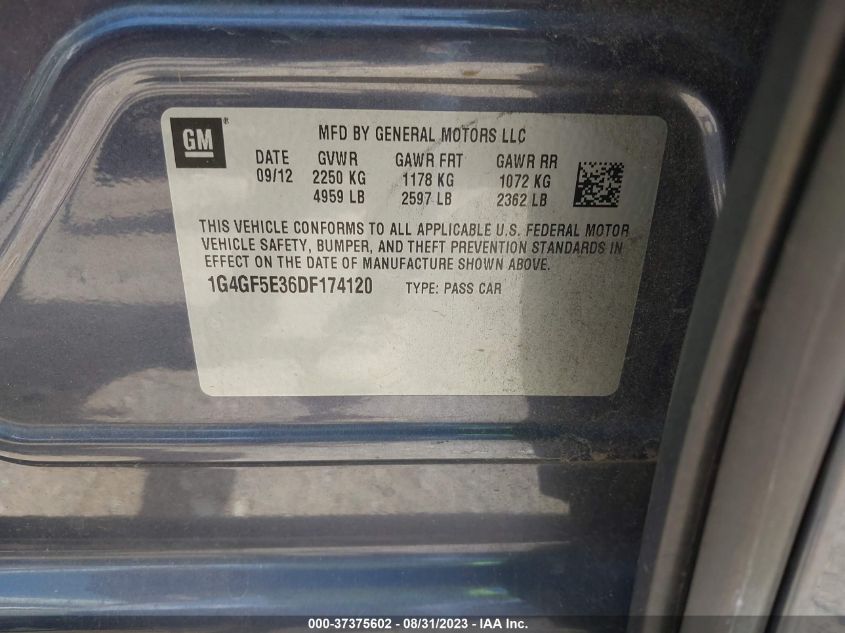 GM ®
MFD BY GENERAL MOTORS LLC
DATE GVWR GAWR FRT GAWR RR
09/12 2250 KG 1178 KG 1072 KG
4959 LB 2597 LB 2362 LB
THIS VEHICLE CONFORMS TO ALL APPLICABLE U.S. FEDERAL MOTOR
VEHICLE SAFETY, BUMPER, AND THEFT PREVENTION STANDARDS IN
EFFECT ON THE DATE OF MANUFACTURE SHOWN ABOVE.
1G4GF5E36DF174120 TYPE: PASS CAR
000-37375602 - 08/31/2023 - © IAA, Inc.